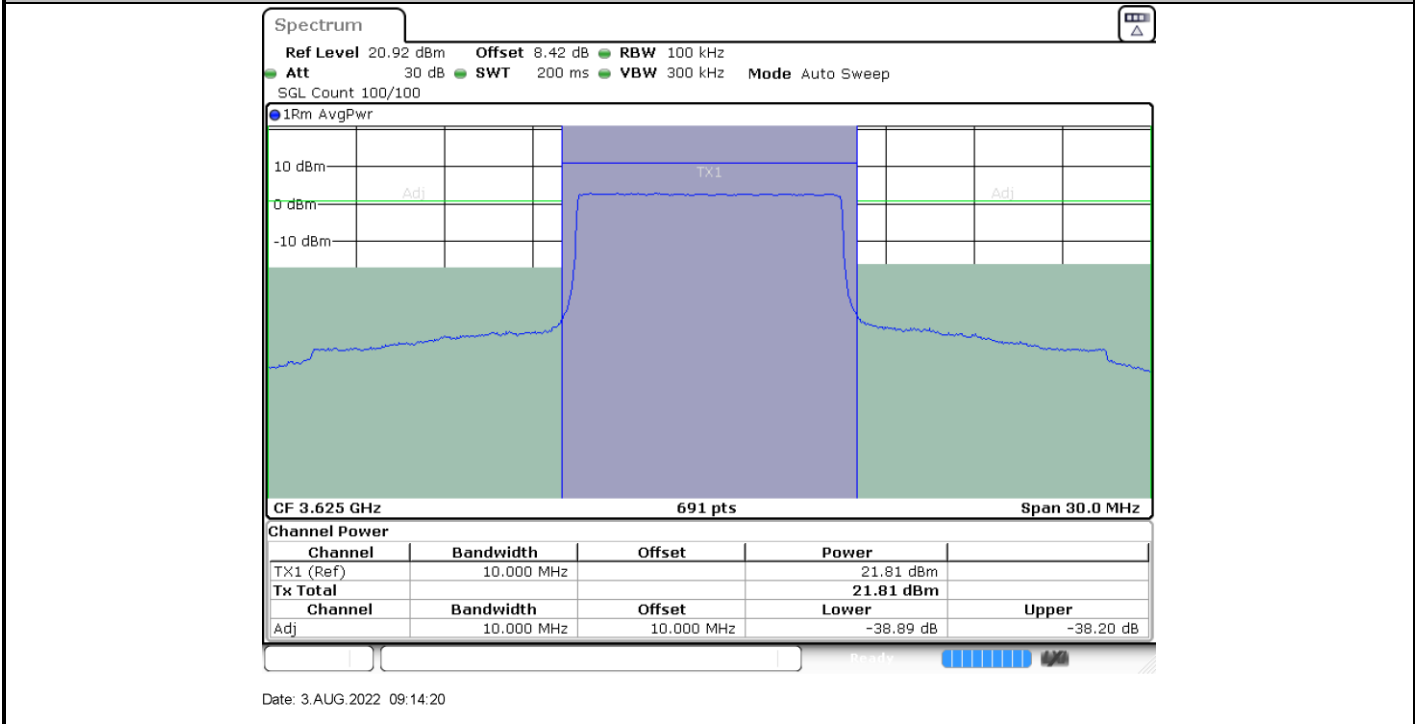 Spectrum
Ref Level 20.92 dBm Offset 8.42 dB RBW 100 kHz
Att 30 dB SWT 200 ms VBW 300 kHz Mode Auto Sweep
SGL Count 100/100
1Rm AvgPwr
10 dBm
TX1
Adj Adj
0 dBm
-10 dBm
CF 3.625 GHz 691 pts Span 30.0 MHz
Channel Power
Channel Bandwidth Offset Power
TX1 (Ref) 10.000 MHz 21.81 dBm
Tx Total 21.81 dBm
Channel Bandwidth Offset Lower Upper
Adj 10.000 MHz 10.000 MHz -38.89 dB -38.20 dB
Ready
Date: 3.AUG.2022 09:14:20